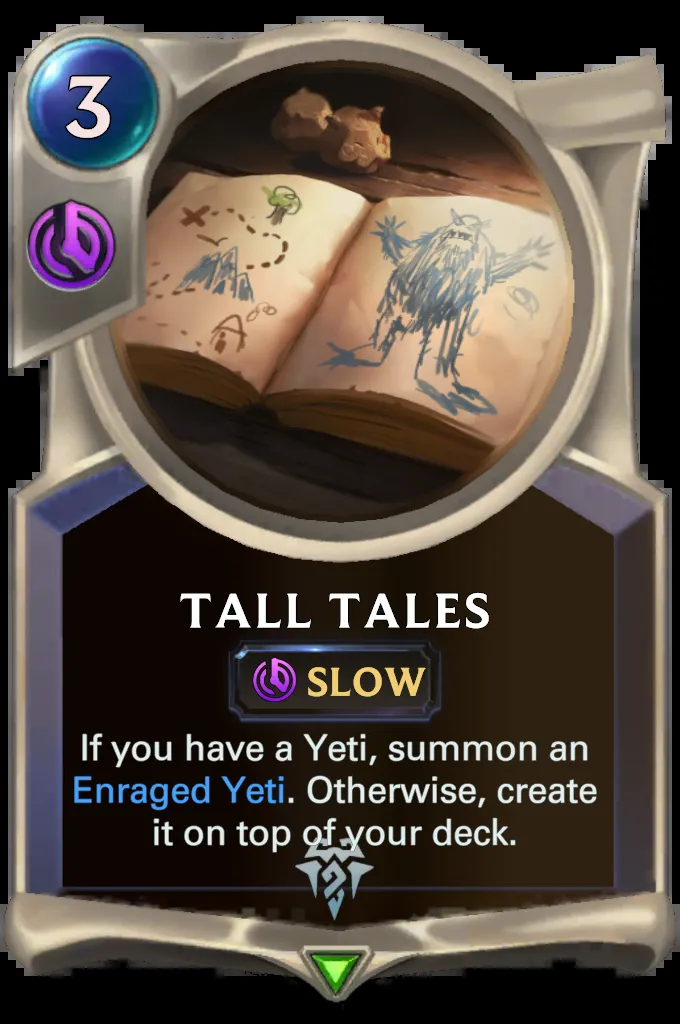 3
TALL TALES
SLOW
If you have a Yeti, summon an
Enraged Yeti. Otherwise, create
it on top of your deck.